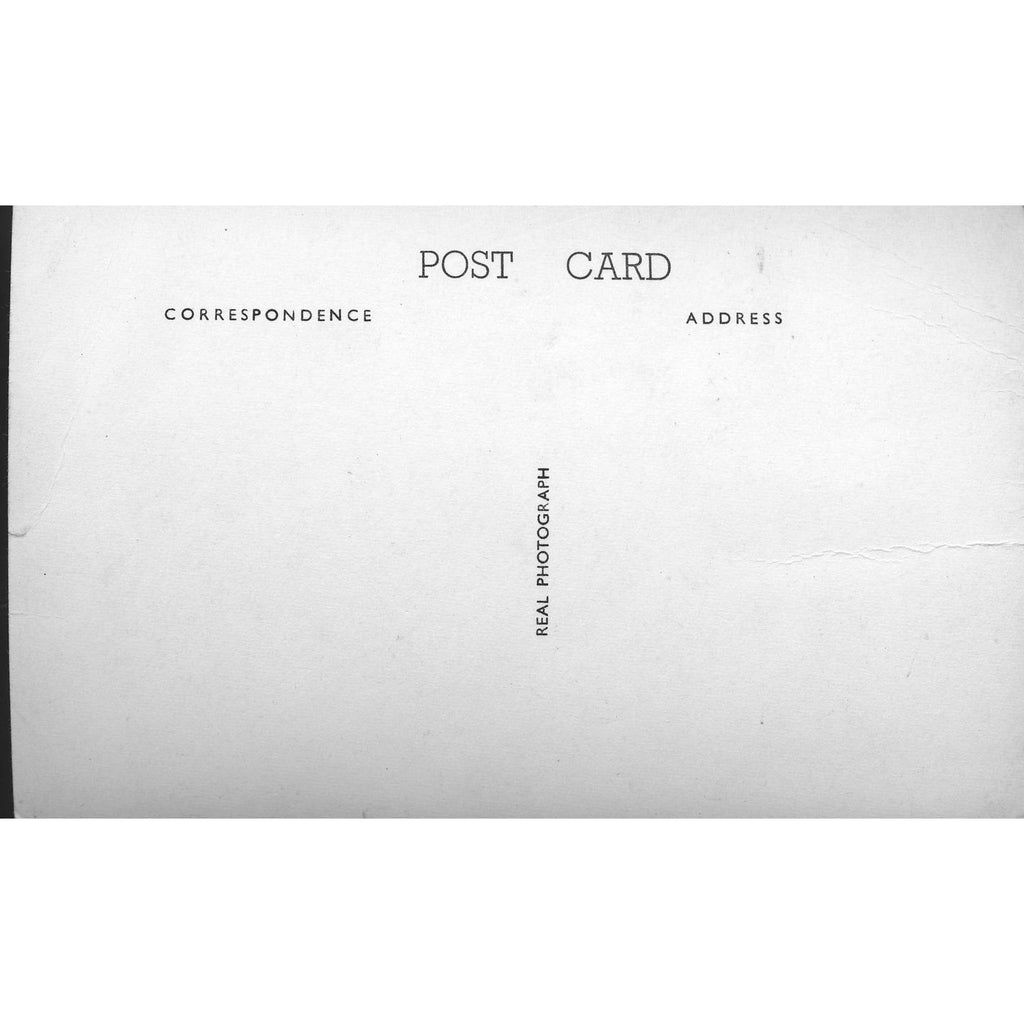 POST CARD
CORRESPONDENCE
ADDRESS
REAL PHOTOGRAPH